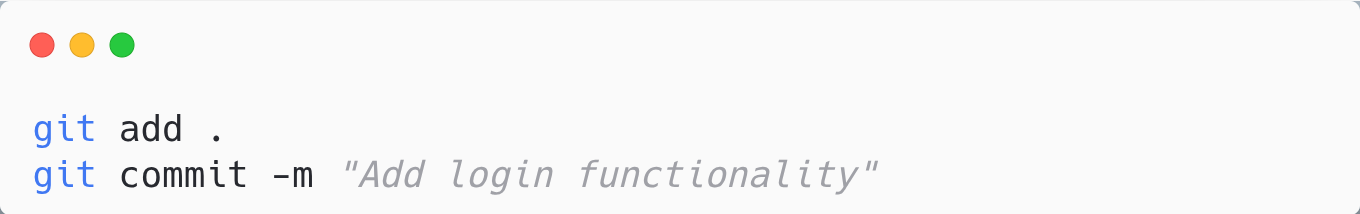 git add .
git commit -m "Add login functionality"